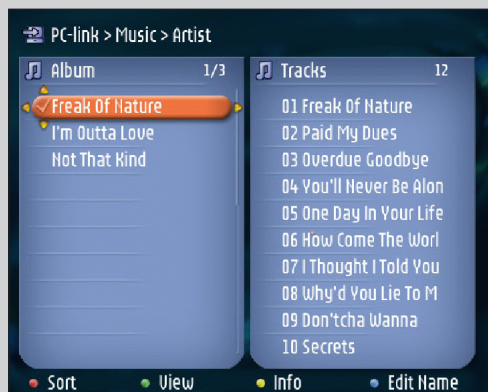 PC-link > Music > Artist
Album 1/3
Freak Of Nature
I'm Outta Love
Not That Kind
Tracks 12
01 Freak Of Nature
02 Paid My Dues
03 Overdue Goodbye
04 You'll Never Be Alon
05 One Day In Your Life
06 How Come The Worl
07 I Thought I Told You
08 Why'd You Lie To M
09 Don'tcha Wanna
10 Secrets
Sort View Info Edit Name